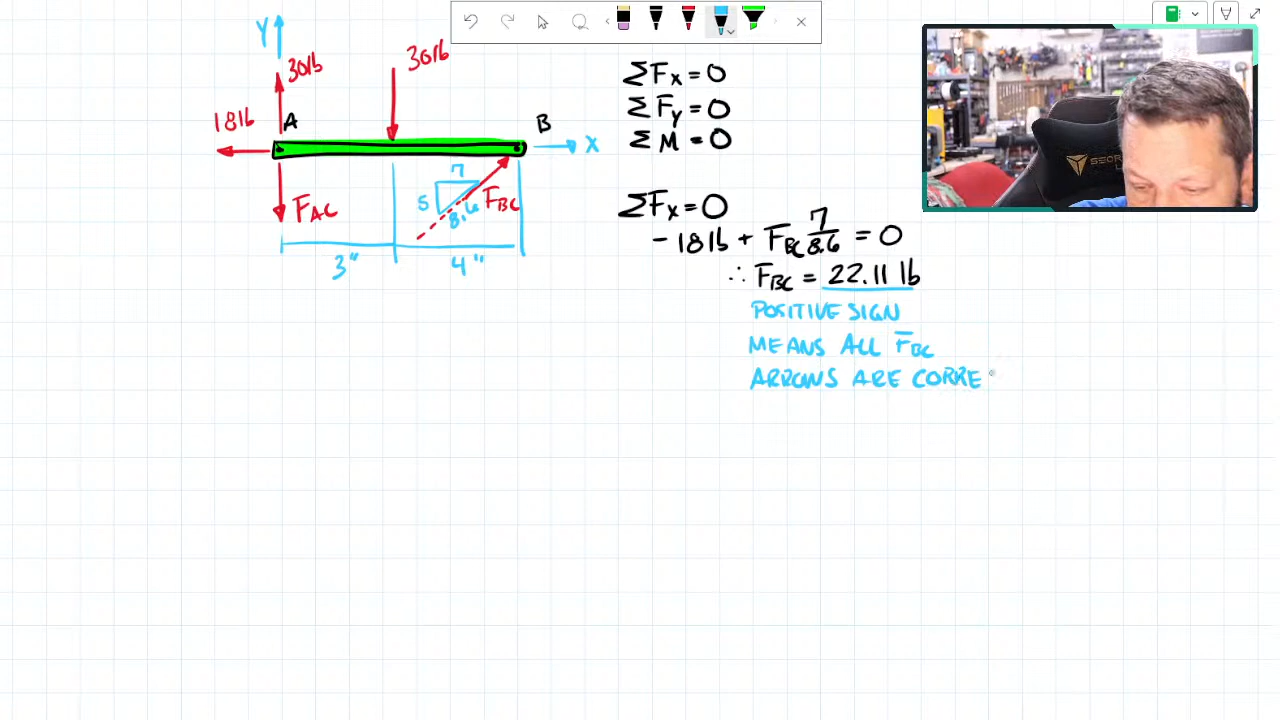 Y
30lb
30lb
18lb
A
B
X
7
5
8.6
FBC
FAC
3"
4"
ΣFx = 0
ΣFy = 0
ΣM = 0
ΣFx = 0
-18lb + FBC 7/8.6 = 0
∴ FBC = 22.11 lb
POSITIVE SIGN
MEANS ALL FBC
ARROWS ARE CORRE